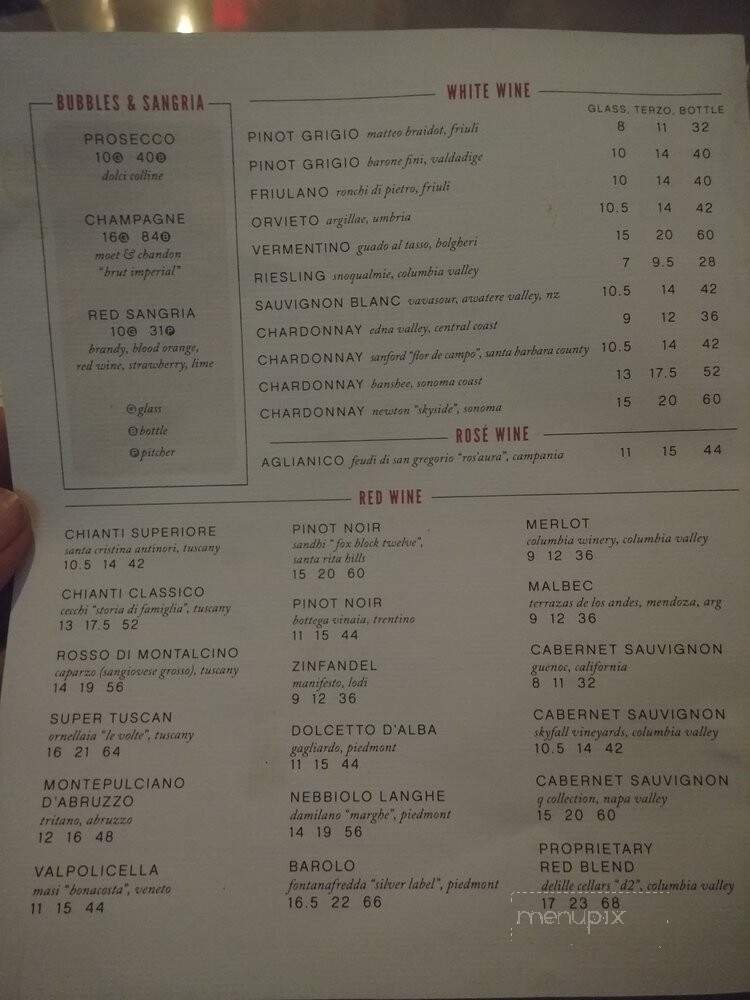 BUBBLES & SANGRIA
PROSECCO
10Ⓖ 40Ⓑ
dolci colline
CHAMPAGNE
16Ⓖ 84Ⓑ
moet & chandon
"brut imperial"
RED SANGRIA
10Ⓖ 31Ⓟ
brandy, blood orange,
red wine, strawberry, lime
Ⓖ glass
Ⓑ bottle
Ⓟ pitcher
WHITE WINE
GLASS, TERZO, BOTTLE
PINOT GRIGIO matteo braidot, friuli 8 11 32
PINOT GRIGIO barone fini, valdadige 10 14 40
FRIULANO ronchi di pietro, friuli 10 14 40
ORVIETO argillae, umbria 10.5 14 42
VERMENTINO guado al tasso, bolgheri 15 20 60
RIESLING snoqualmie, columbia valley 7 9.5 28
SAUVIGNON BLANC vavasour, awatere valley, nz 10.5 14 42
CHARDONNAY edna valley, central coast 9 12 36
CHARDONNAY sanford "flor de campo", santa barbara county 10.5 14 42
CHARDONNAY banshee, sonoma coast 13 17.5 52
CHARDONNAY newton "skyside", sonoma 15 20 60
ROSÉ WINE
AGLIANICO feudi di san gregorio "ros'aura", campania 11 15 44
RED WINE
CHIANTI SUPERIORE
santa cristina antinori, tuscany
10.5 14 42
CHIANTI CLASSICO
cecchi "storia di famiglia", tuscany
13 17.5 52
ROSSO DI MONTALCINO
caparzo (sangiovese grosso), tuscany
14 19 56
SUPER TUSCAN
ornellaia "le volte", tuscany
16 21 64
MONTEPULCIANO
D'ABRUZZO
tritano, abruzzo
12 16 48
VALPOLICELLA
masi "bonacosta", veneto
11 15 44
PINOT NOIR
sandhi "fox block twelve",
santa rita hills
15 20 60
PINOT NOIR
bottega vinaia, trentino
11 15 44
ZINFANDEL
manifesto, lodi
9 12 36
DOLCETTO D'ALBA
gagliardo, piedmont
11 15 44
NEBBIOLO LANGHE
damilano "marghe", piedmont
14 19 56
BAROLO
fontanafredda "silver label", piedmont
16.5 22 66
MERLOT
columbia winery, columbia valley
9 12 36
MALBEC
terrazas de los andes, mendoza, arg
9 12 36
CABERNET SAUVIGNON
guenoc, california
8 11 32
CABERNET SAUVIGNON
skyfall vineyards, columbia valley
10.5 14 42
CABERNET SAUVIGNON
q collection, napa valley
15 20 60
PROPRIETARY
RED BLEND
delille cellars "d2", columbia valley
17 23 68
menupix